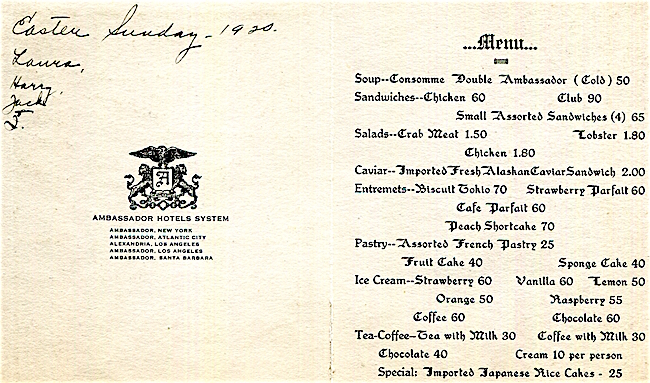 Easter Sunday - 1920.
Laura,
Harry,
Jack
AMBASSADOR HOTELS SYSTEM
AMBASSADOR, NEW YORK
AMBASSADOR, ATLANTIC CITY
ALEXANDRIA, LOS ANGELES
AMBASSADOR, LOS ANGELES
AMBASSADOR, SANTA BARBARA
...Menu...
Soup--Consomme Double Ambassador (Cold) 50
Sandwiches--Chicken 60 Club 90
Small Assorted Sandwiches (4) 65
Salads--Crab Meat 1.50 Lobster 1.80
Chicken 1.80
Caviar--Imported Fresh Alaskan Caviar Sandwich 2.00
Entremets--Biscuit Tokio 70 Strawberry Parfait 60
Cafe Parfait 60
Peach Shortcake 70
Pastry--Assorted French Pastry 25
Fruit Cake 40 Sponge Cake 40
Ice Cream--Strawberry 60 Vanilla 60 Lemon 50
Orange 50 Raspberry 55
Coffee 60 Chocolate 60
Tea-Coffee--Tea with Milk 30 Coffee with Milk 30
Chocolate 40 Cream 10 per person
Special: Imported Japanese Rice Cakes - 25